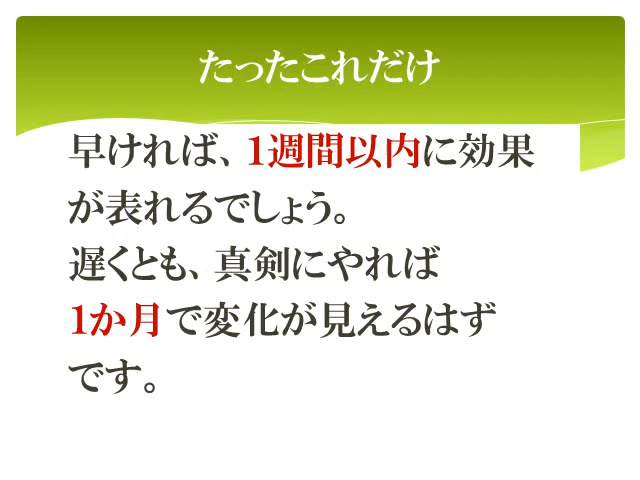 たったこれだけ
早ければ、1週間以内に効果
が表れるでしょう。
遅くとも、真剣にやれば
1か月で変化が見えるはず
です。